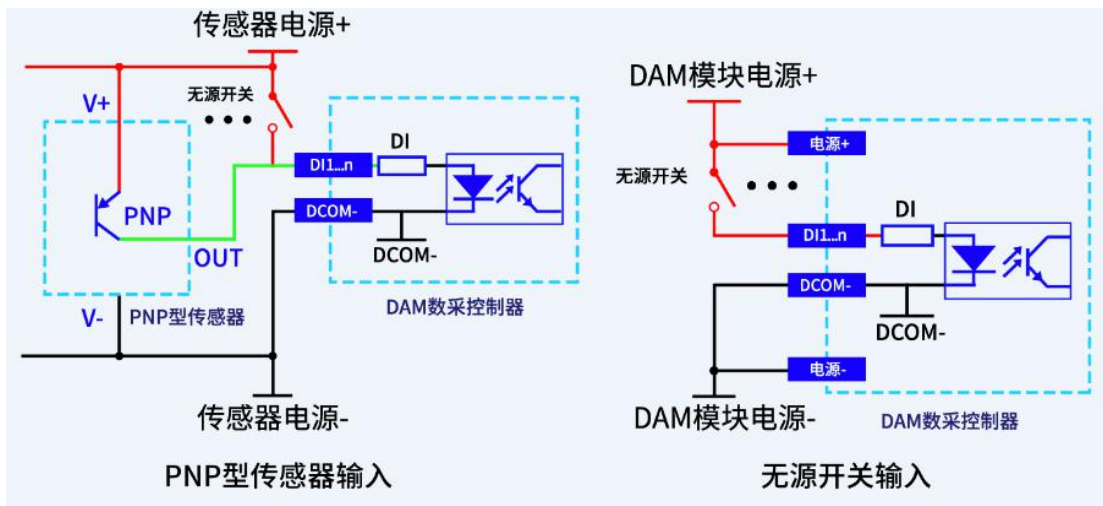 传感器电源+
V+
无源开关
•••
DI
DI1...n
PNP
DCOM-
OUT
DCOM-
V-
PNP型传感器
DAM数采控制器
传感器电源-
PNP型传感器输入
DAM模块电源+
电源+
无源开关
•••
DI
DI1...n
DCOM-
DCOM-
电源-
DAM模块电源-
DAM数采控制器
无源开关输入